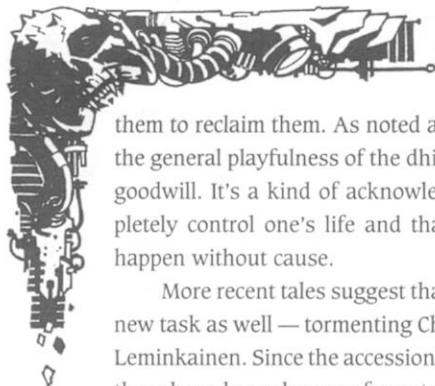 them to reclaim them. As noted a
the general playfulness of the dhi
goodwill. It's a kind of acknowle
pletely control one's life and tha
happen without cause.
More recent tales suggest tha
new task as well — tormenting Ch
Leminkainen. Since the accession